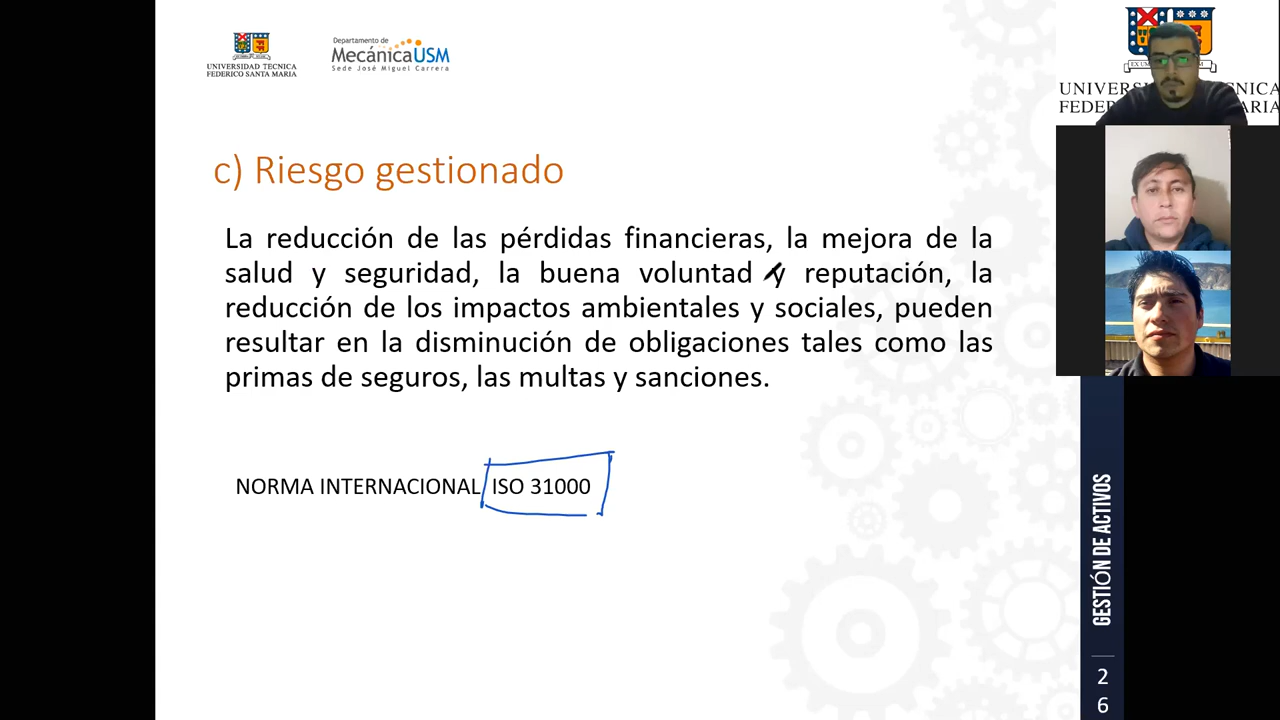 UNIVERSIDAD TECNICA
FEDERICO SANTA MARIA
Departamento de
MecánicaUSM
Sede José Miguel Carrera
c) Riesgo gestionado
La reducción de las pérdidas financieras, la mejora de la
salud y seguridad, la buena voluntad y reputación, la
reducción de los impactos ambientales y sociales, pueden
resultar en la disminución de obligaciones tales como las
primas de seguros, las multas y sanciones.
NORMA INTERNACIONAL ISO 31000
GESTIÓN DE ACTIVOS
2
6